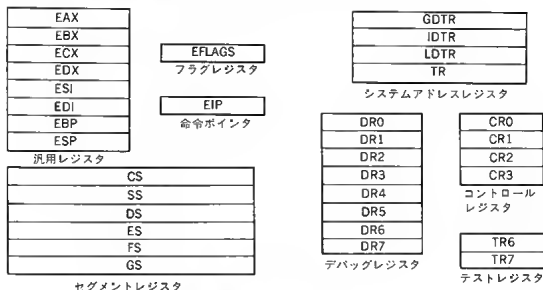 EAX
EBX
ECX
EDX
ESI
EDI
EBP
ESP
汎用レジスタ
EFLAGS
フラグレジスタ
EIP
命令ポインタ
CS
SS
DS
ES
FS
GS
セグメントレジスタ
GDTR
IDTR
LDTR
TR
システムアドレスレジスタ
DR0
DR1
DR2
DR3
DR4
DR5
DR6
DR7
デバッグレジスタ
CR0
CR1
CR2
CR3
コントロール
レジスタ
TR6
TR7
テストレジスタ